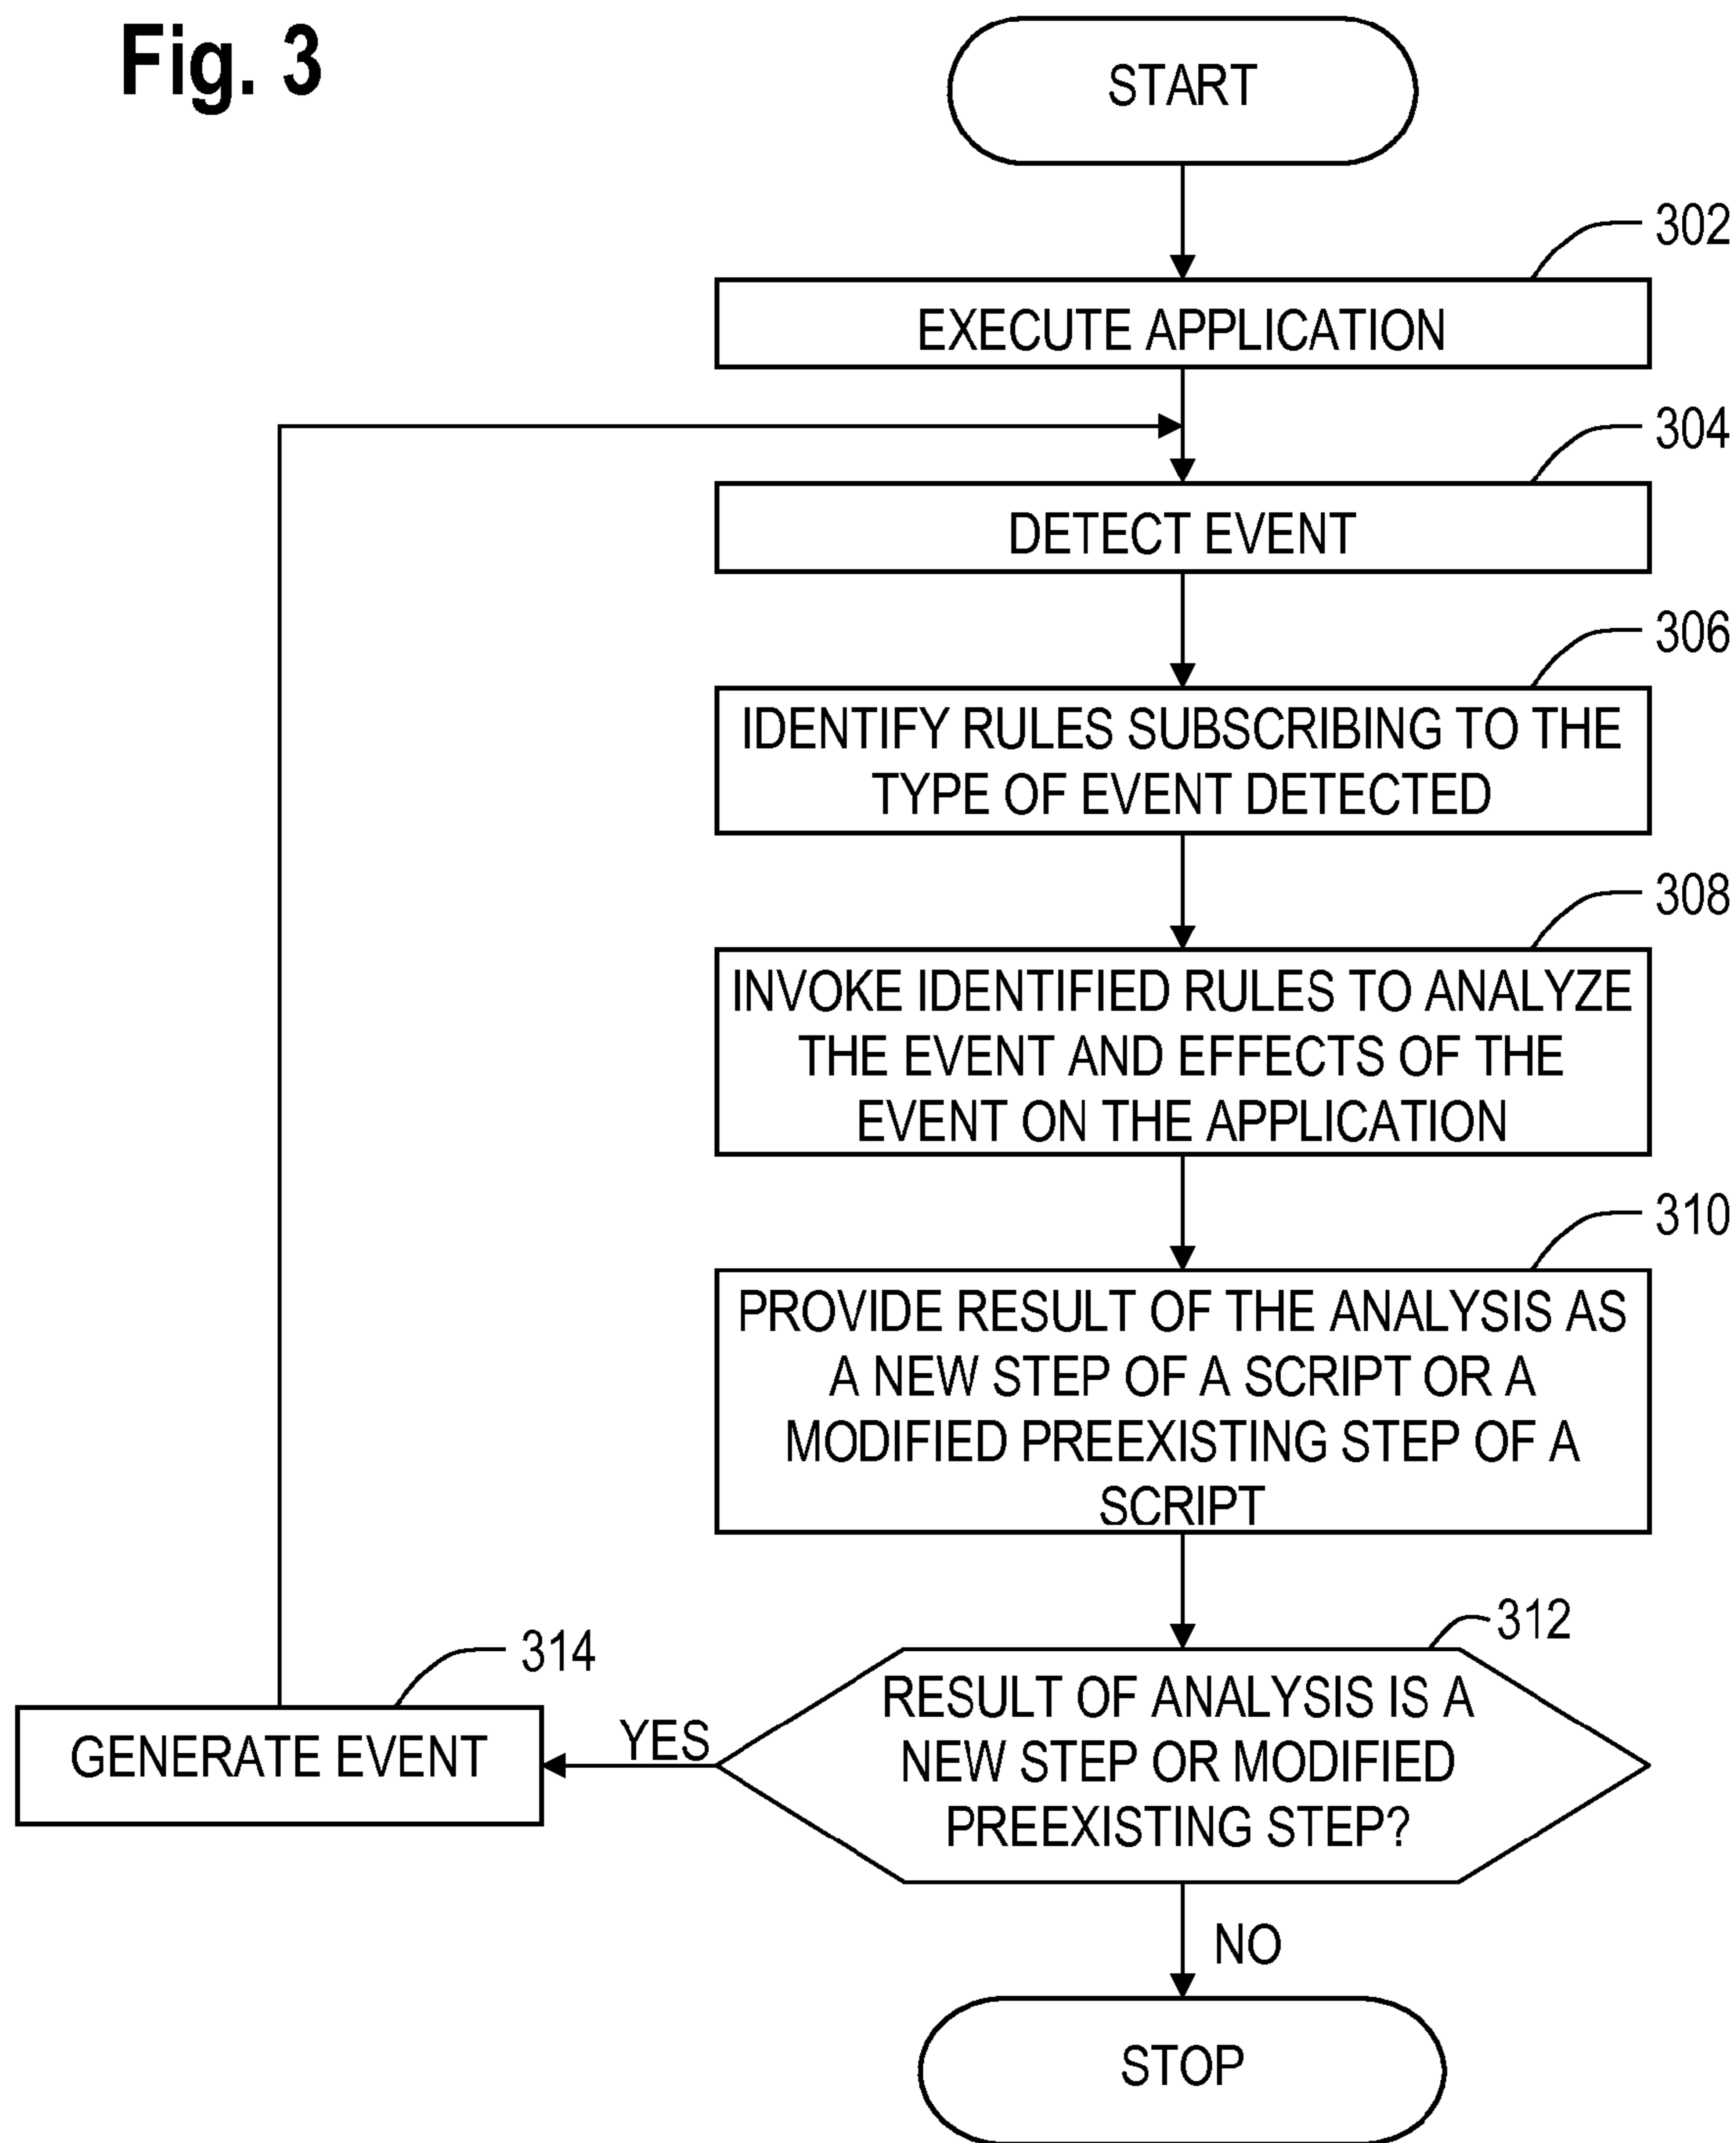 Fig. 3
START
302
EXECUTE APPLICATION
304
DETECT EVENT
306
IDENTIFY RULES SUBSCRIBING TO THE
TYPE OF EVENT DETECTED
308
INVOKE IDENTIFIED RULES TO ANALYZE
THE EVENT AND EFFECTS OF THE
EVENT ON THE APPLICATION
310
PROVIDE RESULT OF THE ANALYSIS AS
A NEW STEP OF A SCRIPT OR A
MODIFIED PREEXISTING STEP OF A
SCRIPT
312
RESULT OF ANALYSIS IS A
NEW STEP OR MODIFIED
PREEXISTING STEP?
YES
314
GENERATE EVENT
NO
STOP